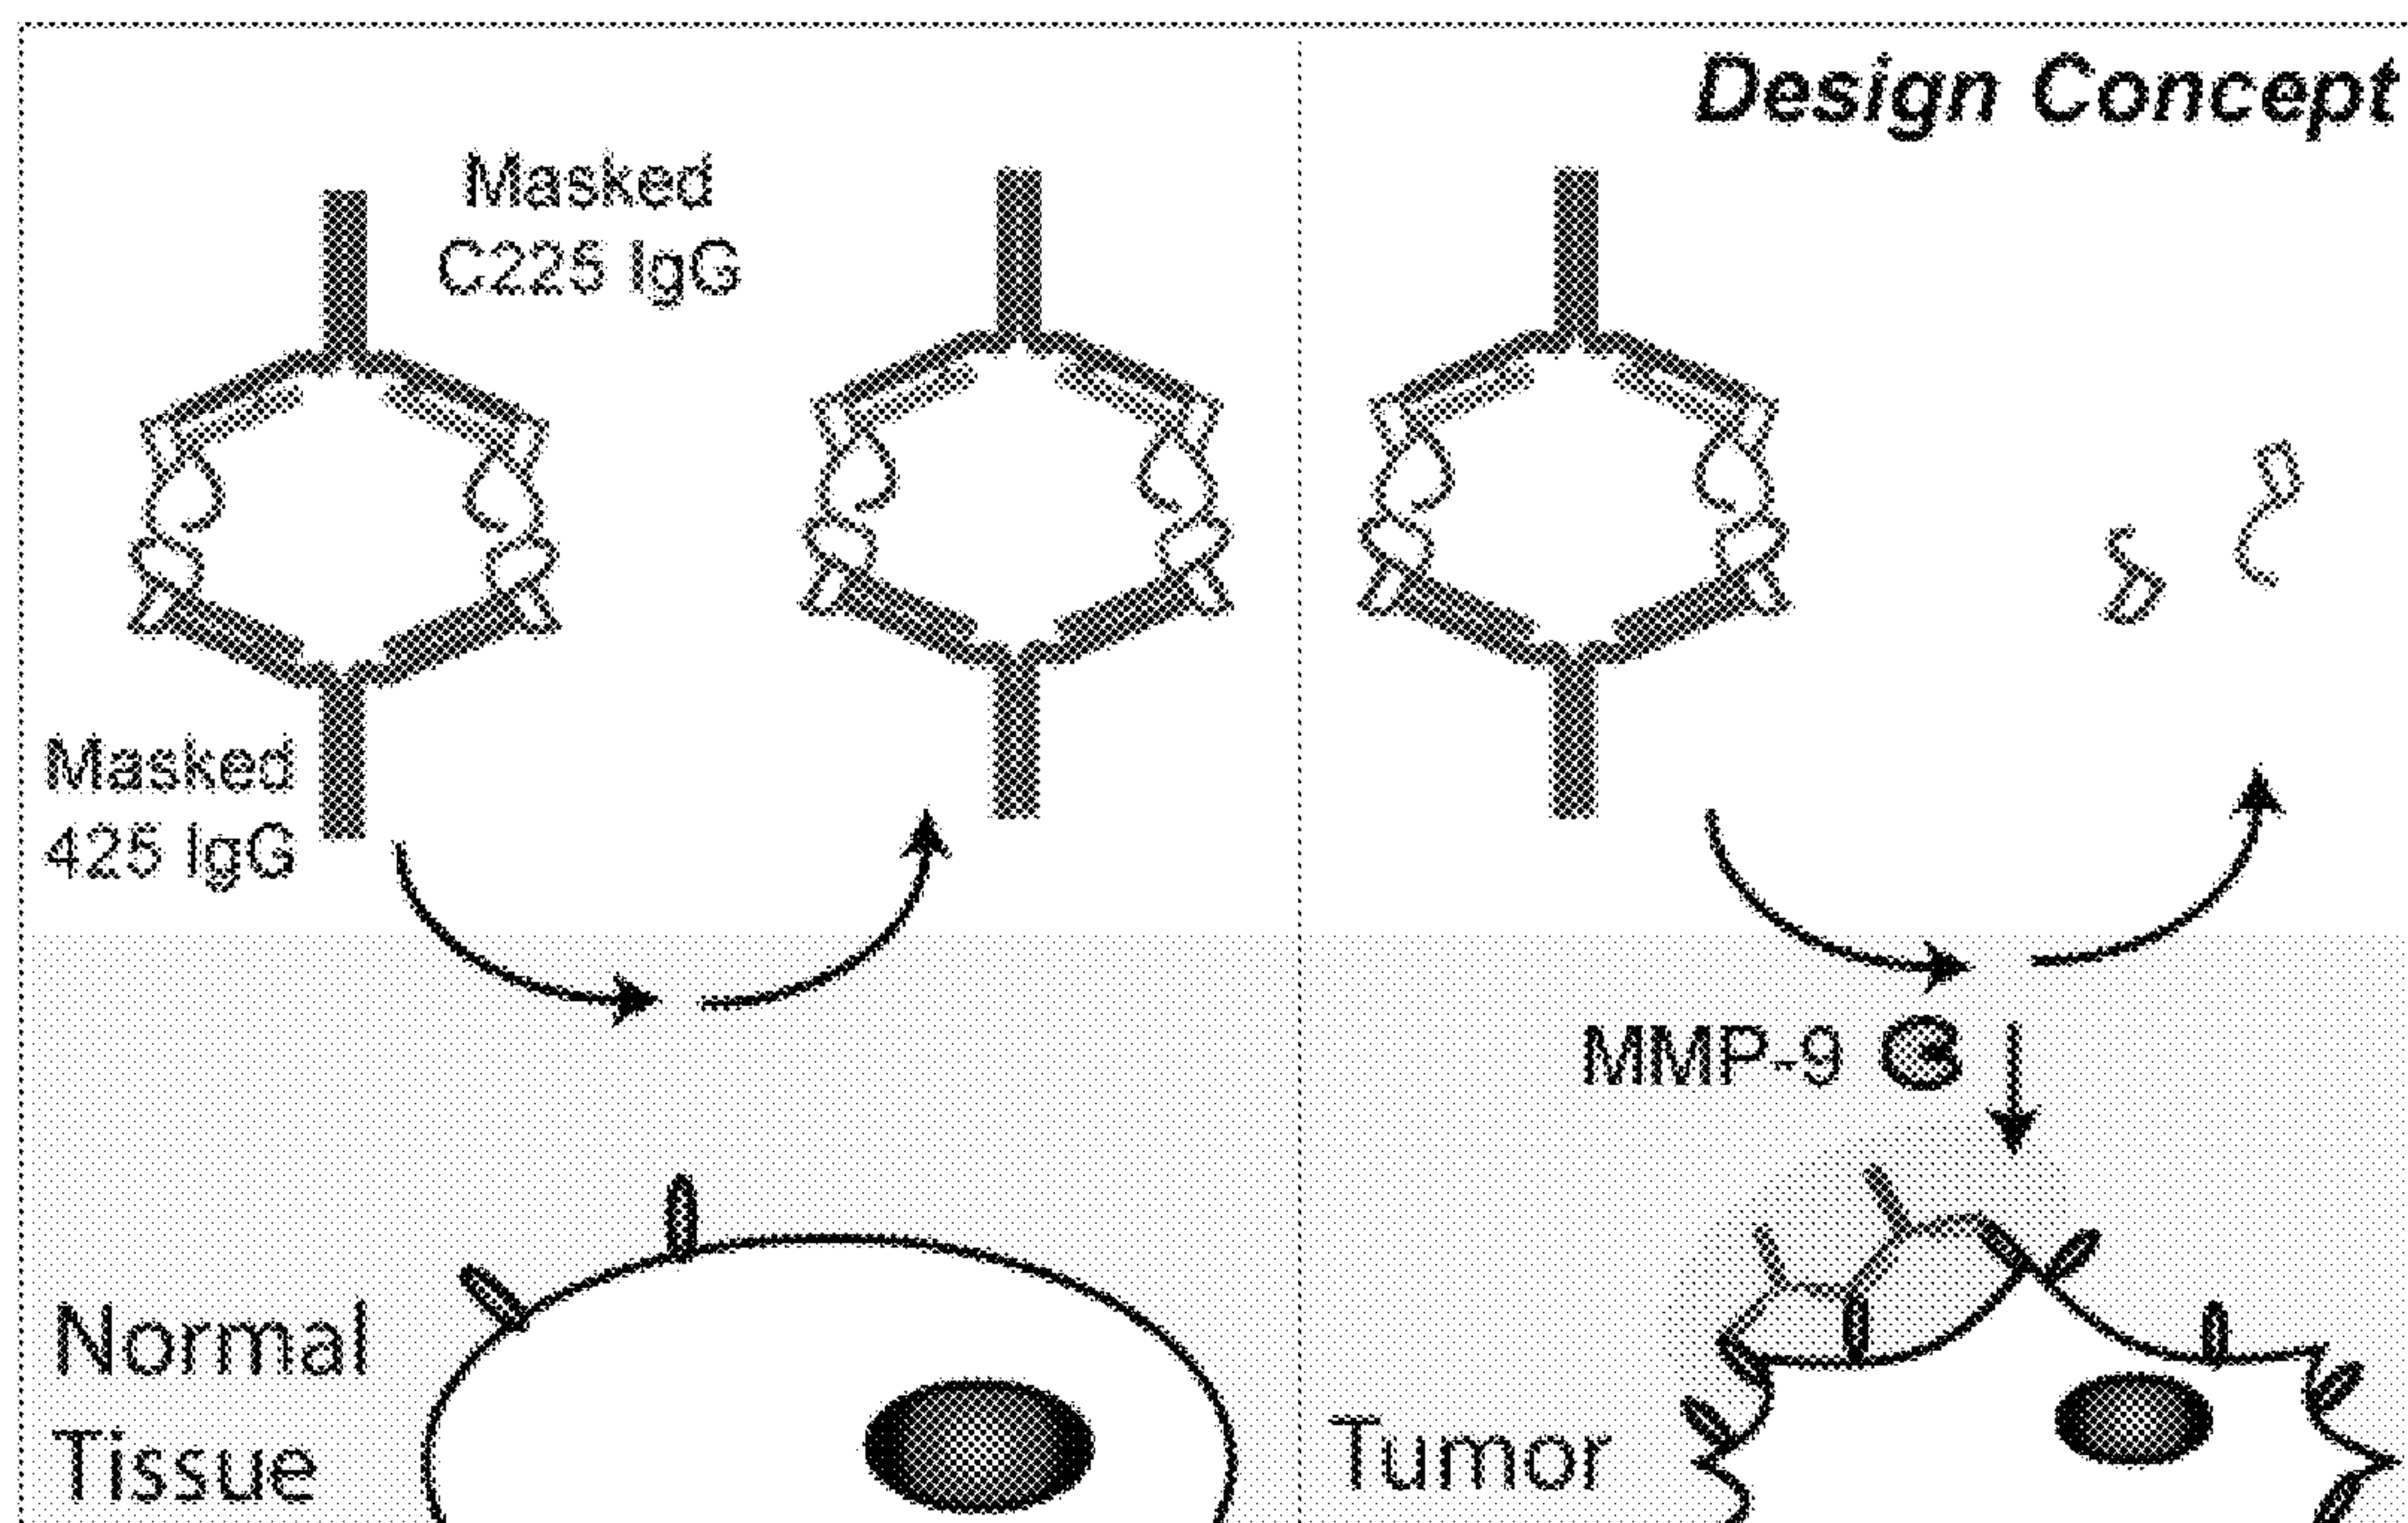 Design Concept
Masked
C225 IgG
Masked
425 IgG
MMP-9
Normal
Tissue
Tumor